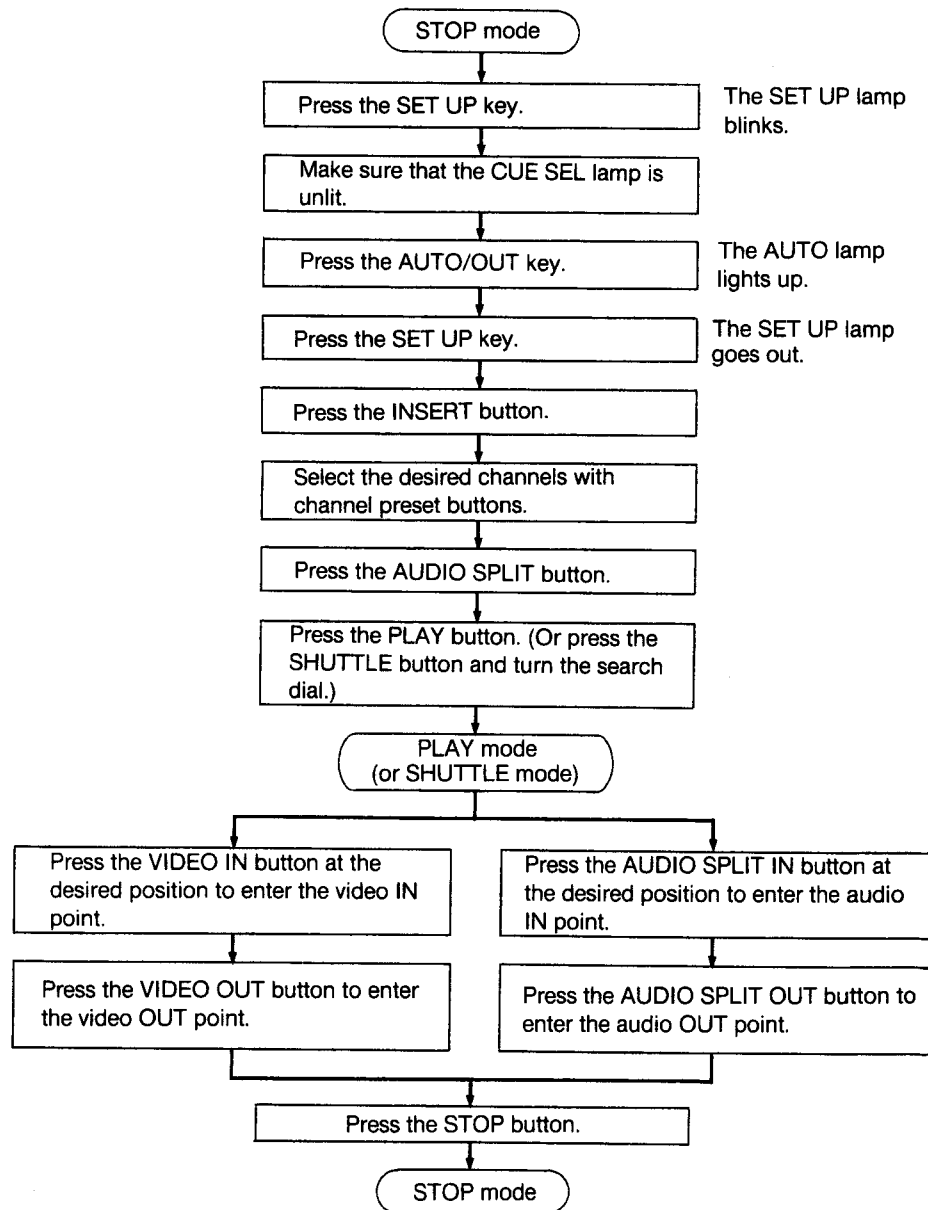 STOP mode
Press the SET UP key.
The SET UP lamp
blinks.
Make sure that the CUE SEL lamp is
unlit.
Press the AUTO/OUT key.
The AUTO lamp
lights up.
Press the SET UP key.
The SET UP lamp
goes out.
Press the INSERT button.
Select the desired channels with
channel preset buttons.
Press the AUDIO SPLIT button.
Press the PLAY button. (Or press the
SHUTTLE button and turn the search
dial.)
PLAY mode
(or SHUTTLE mode)
Press the VIDEO IN button at the
desired position to enter the video IN
point.
Press the VIDEO OUT button to enter
the video OUT point.
Press the AUDIO SPLIT IN button at
the desired position to enter the audio
IN point.
Press the AUDIO SPLIT OUT button to
enter the audio OUT point.
Press the STOP button.
STOP mode